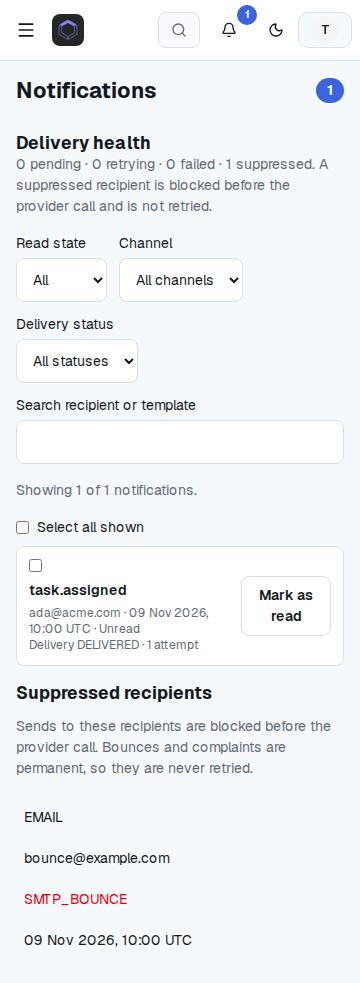 1
T
Notifications
1
Delivery health
0 pending · 0 retrying · 0 failed · 1 suppressed. A
suppressed recipient is blocked before the
provider call and is not retried.
Read state
Channel
All
All channels
Delivery status
All statuses
Search recipient or template
Showing 1 of 1 notifications.
Select all shown
task.assigned
ada@acme.com · 09 Nov 2026,
10:00 UTC · Unread
Delivery DELIVERED · 1 attempt
Mark as
read
Suppressed recipients
Sends to these recipients are blocked before the
provider call. Bounces and complaints are
permanent, so they are never retried.
EMAIL
bounce@example.com
SMTP_BOUNCE
09 Nov 2026, 10:00 UTC